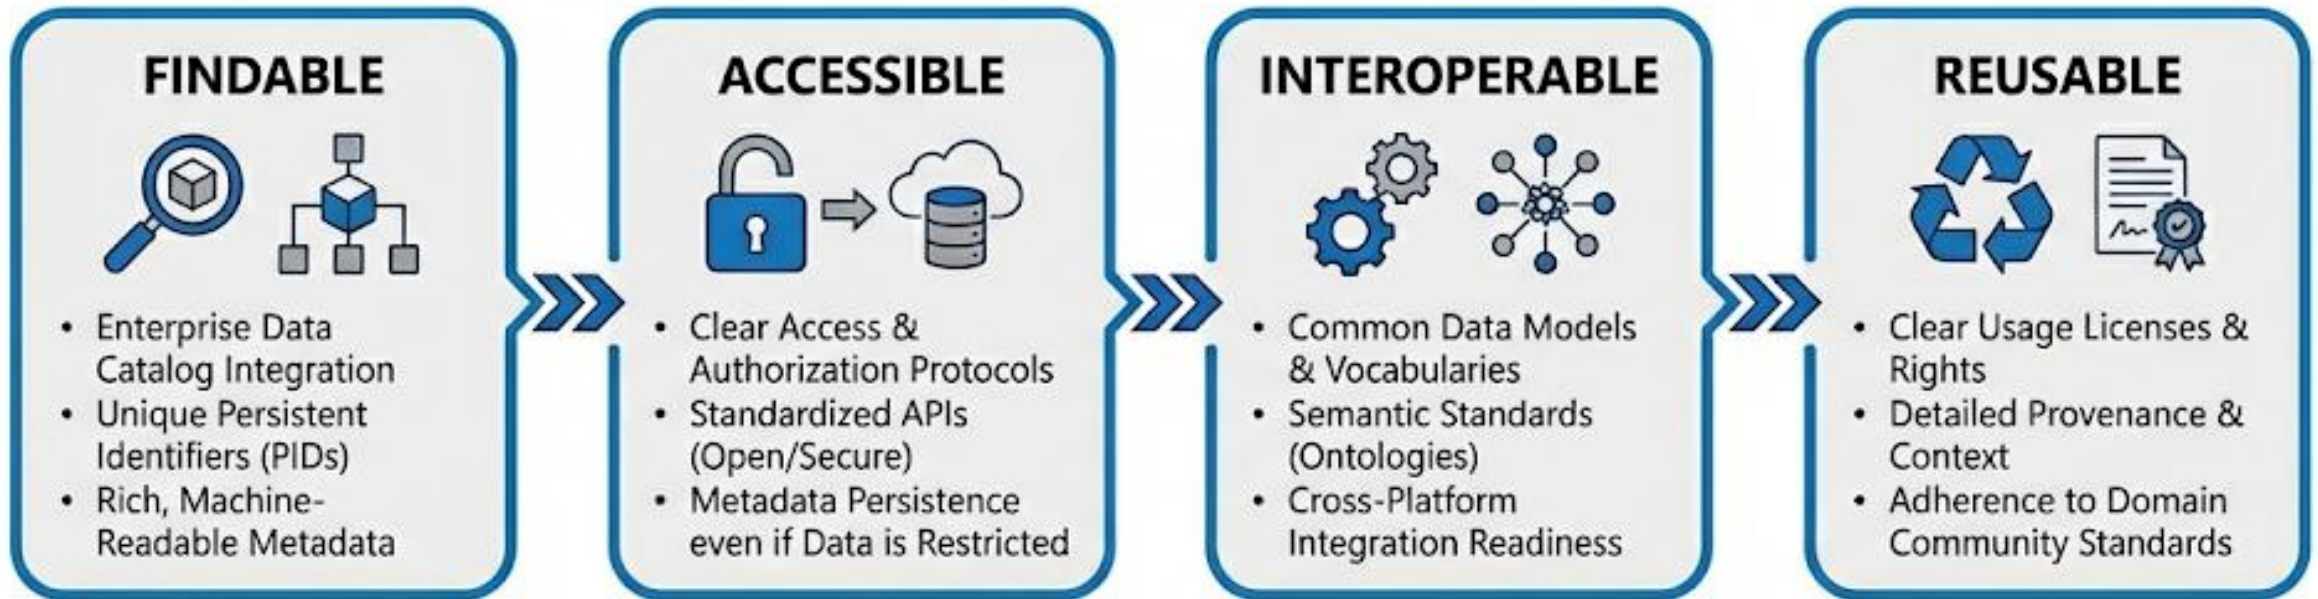 FINDABLE
• Enterprise Data
Catalog Integration
• Unique Persistent
Identifiers (PIDs)
• Rich, Machine-
Readable Metadata
ACCESSIBLE
• Clear Access &
Authorization Protocols
• Standardized APIs
(Open/Secure)
• Metadata Persistence
even if Data is Restricted
INTEROPERABLE
• Common Data Models
& Vocabularies
• Semantic Standards
(Ontologies)
• Cross-Platform
Integration Readiness
REUSABLE
• Clear Usage Licenses &
Rights
• Detailed Provenance &
Context
• Adherence to Domain
Community Standards